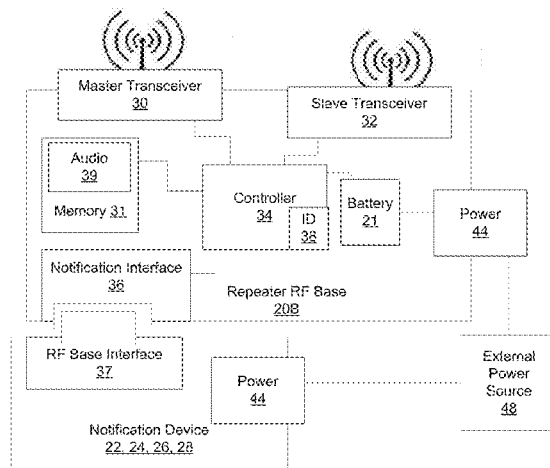 Master Transceiver
30
Slave Transceiver
32
Audio
39
Memory 31
Controller
34
ID
38
Battery
21
Power
44
Notification Interface
36
Repeater RF Base
20B
RF Base Interface
37
Power
44
External
Power
Source
48
Notification Device
22, 24, 26, 28